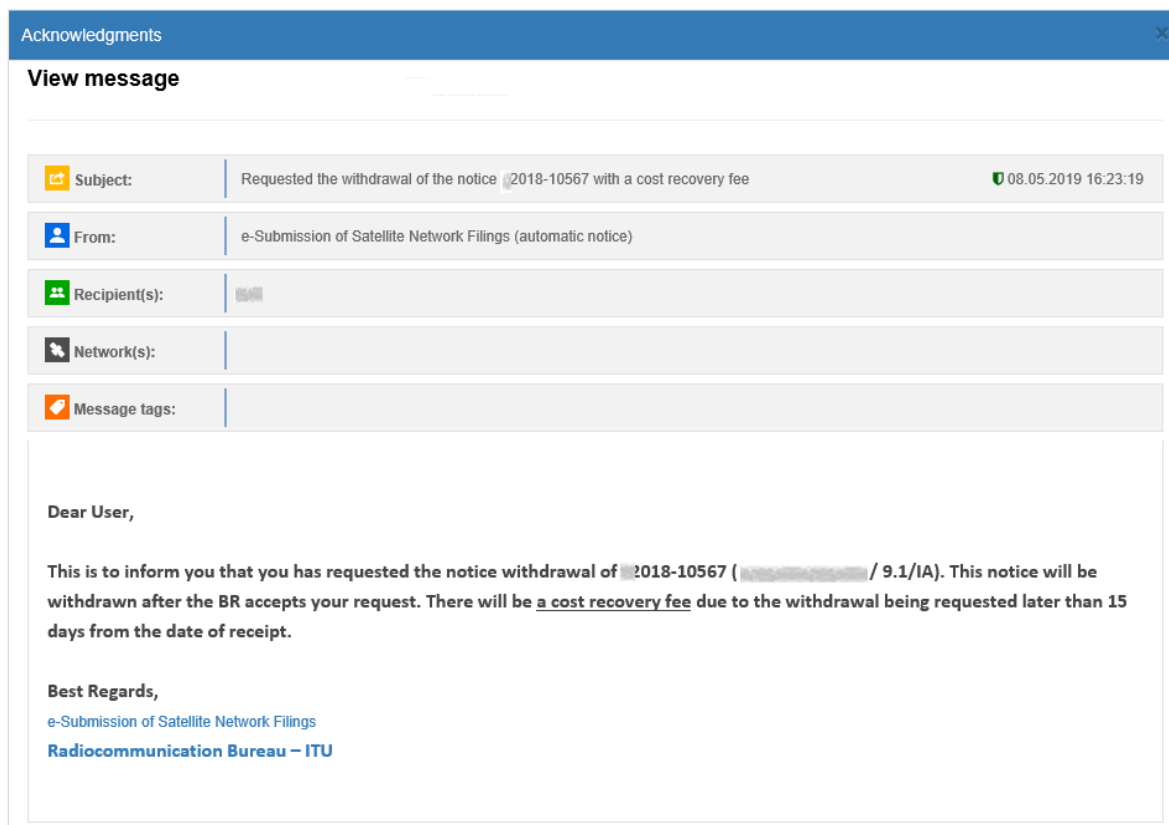 Acknowledgments
View message
Subject: Requested the withdrawal of the notice 2018-10567 with a cost recovery fee 08.05.2019 16:23:19
From: e-Submission of Satellite Network Filings (automatic notice)
Recipient(s):
Network(s):
Message tags:
Dear User,
This is to inform you that you has requested the notice withdrawal of 2018-10567 ( / 9.1/IA). This notice will be
withdrawn after the BR accepts your request. There will be a cost recovery fee due to the withdrawal being requested later than 15
days from the date of receipt.
Best Regards,
e-Submission of Satellite Network Filings
Radiocommunication Bureau – ITU